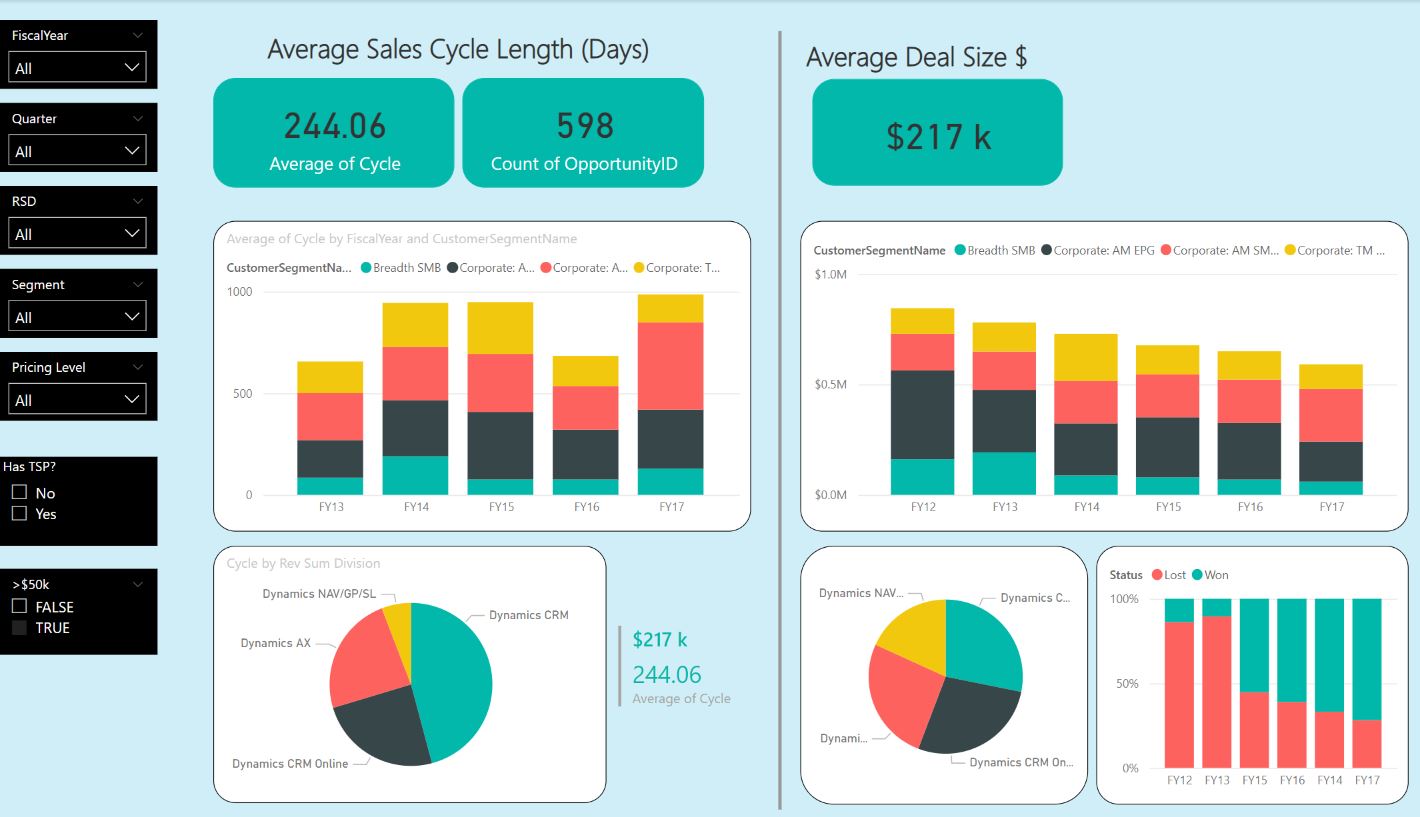 FiscalYear
All
Quarter
All
RSD
All
Segment
All
Pricing Level
All
Has TSP?
No
Yes
>$50k
FALSE
TRUE
Average Sales Cycle Length (Days)
244.06
Average of Cycle
598
Count of OpportunityID
Average of Cycle by FiscalYear and CustomerSegmentName
CustomerSegmentNa... Breadth SMB Corporate: A... Corporate: A... Corporate: T...
1000
500
0
FY13 FY14 FY15 FY16 FY17
Cycle by Rev Sum Division
Dynamics NAV/GP/SL
Dynamics CRM
Dynamics AX
Dynamics CRM Online
$217 k
244.06
Average of Cycle
Average Deal Size $
$217 k
CustomerSegmentName Breadth SMB Corporate: AM EPG Corporate: AM SM... Corporate: TM ...
$1.0M
$0.5M
$0.0M
FY12 FY13 FY14 FY15 FY16 FY17
Dynamics NAV...
Dynamics C...
Dynami...
Dynamics CRM On...
Status Lost Won
100%
50%
0%
FY12 FY13 FY15 FY16 FY14 FY17